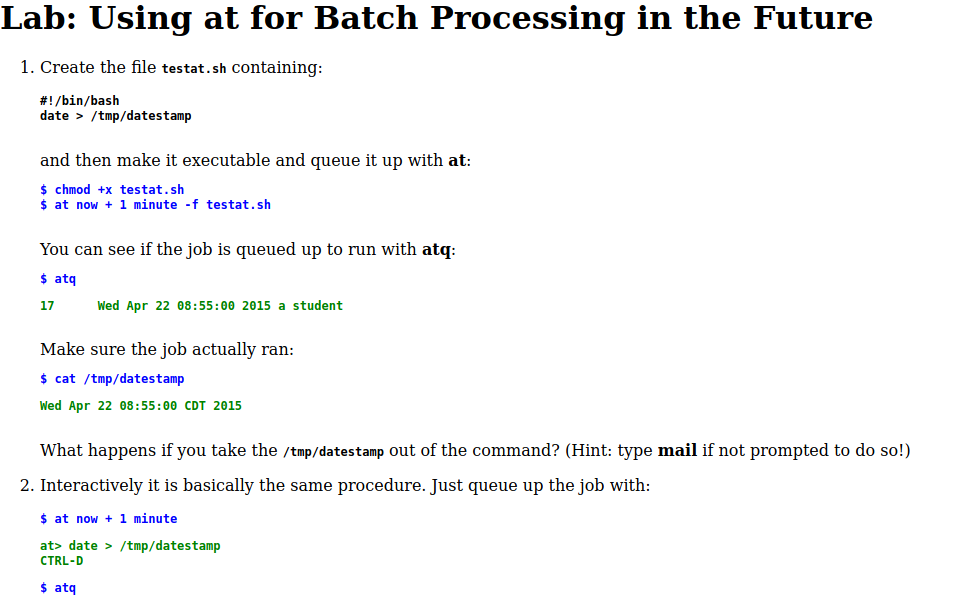 Lab: Using at for Batch Processing in the Future
1. Create the file testat.sh containing:
#!/bin/bash
date > /tmp/datestamp
and then make it executable and queue it up with at:
$ chmod +x testat.sh
$ at now + 1 minute -f testat.sh
You can see if the job is queued up to run with atq:
$ atq
17      Wed Apr 22 08:55:00 2015 a student
Make sure the job actually ran:
$ cat /tmp/datestamp
Wed Apr 22 08:55:00 CDT 2015
What happens if you take the /tmp/datestamp out of the command? (Hint: type mail if not prompted to do so!)
2. Interactively it is basically the same procedure. Just queue up the job with:
$ at now + 1 minute
at> date > /tmp/datestamp
CTRL-D
$ atq